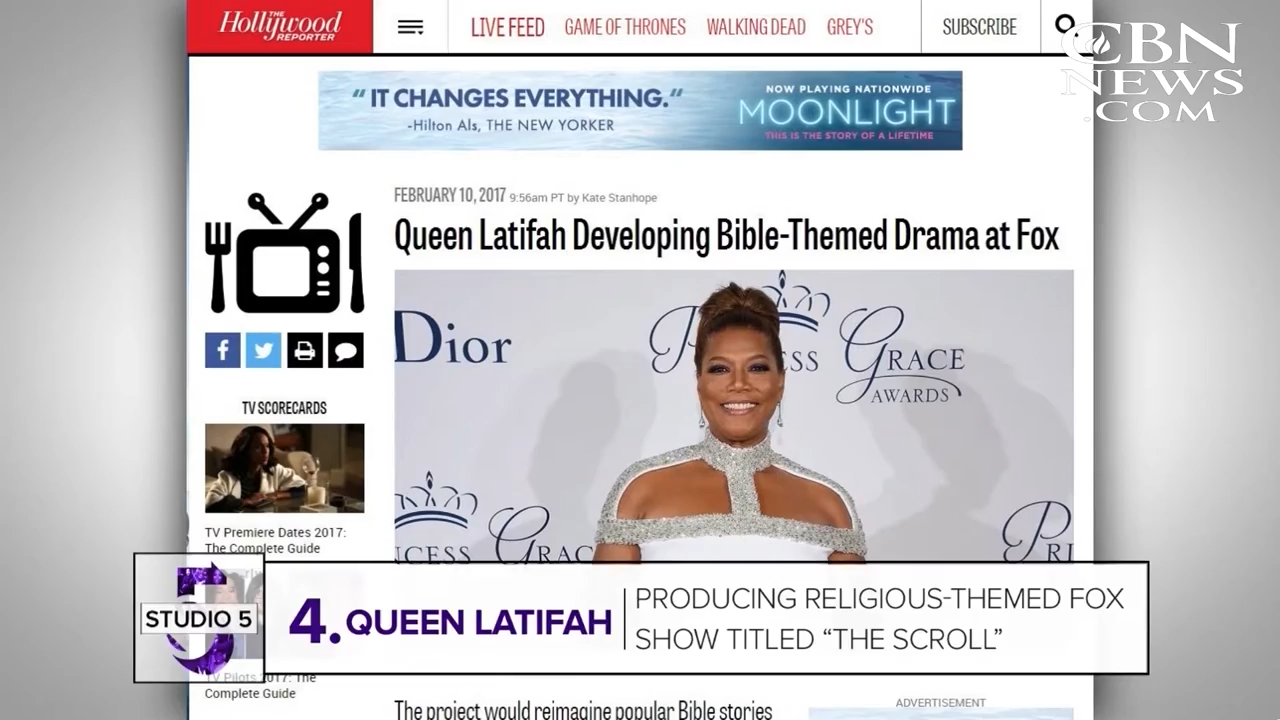 THE
Hollywood
REPORTER
LIVE FEED
GAME OF THRONES
WALKING DEAD
GREY'S
SUBSCRIBE
CBN
NEWS
.COM
“IT CHANGES EVERYTHING.“
-Hilton Als, THE NEW YORKER
NOW PLAYING NATIONWIDE
MOONLIGHT
THIS IS THE STORY OF A LIFETIME
FEBRUARY 10, 2017 9:56am PT by Kate Stanhope
Queen Latifah Developing Bible-Themed Drama at Fox
Dior
GRACE
AWARDS
TV SCORECARDS
TV Premiere Dates 2017:
The Complete Guide
5
STUDIO 5
4. QUEEN LATIFAH
PRODUCING RELIGIOUS-THEMED FOX
SHOW TITLED “THE SCROLL”
TV Pilots 2017: The
Complete Guide
The project would reimagine popular Bible stories
ADVERTISEMENT